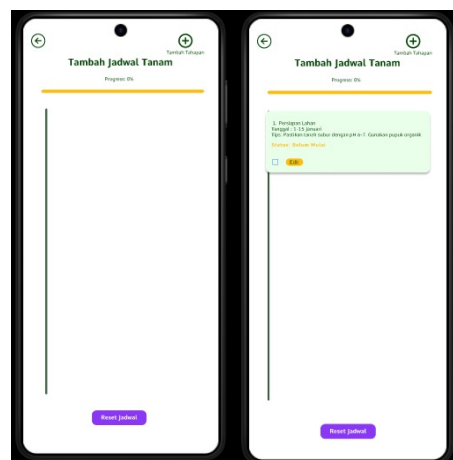 Tambah Tahapan
Tambah Jadwal Tanam
Progress: 0%
Reset Jadwal
Tambah Tahapan
Tambah Jadwal Tanam
Progress: 0%
1. Persiapan Lahan
Tanggal : 1-15 Januari
Tips: Pastikan tanah subur dengan pH 6-7. Gunakan pupuk organik
Status: Belum Mulai
Edit
Reset Jadwal